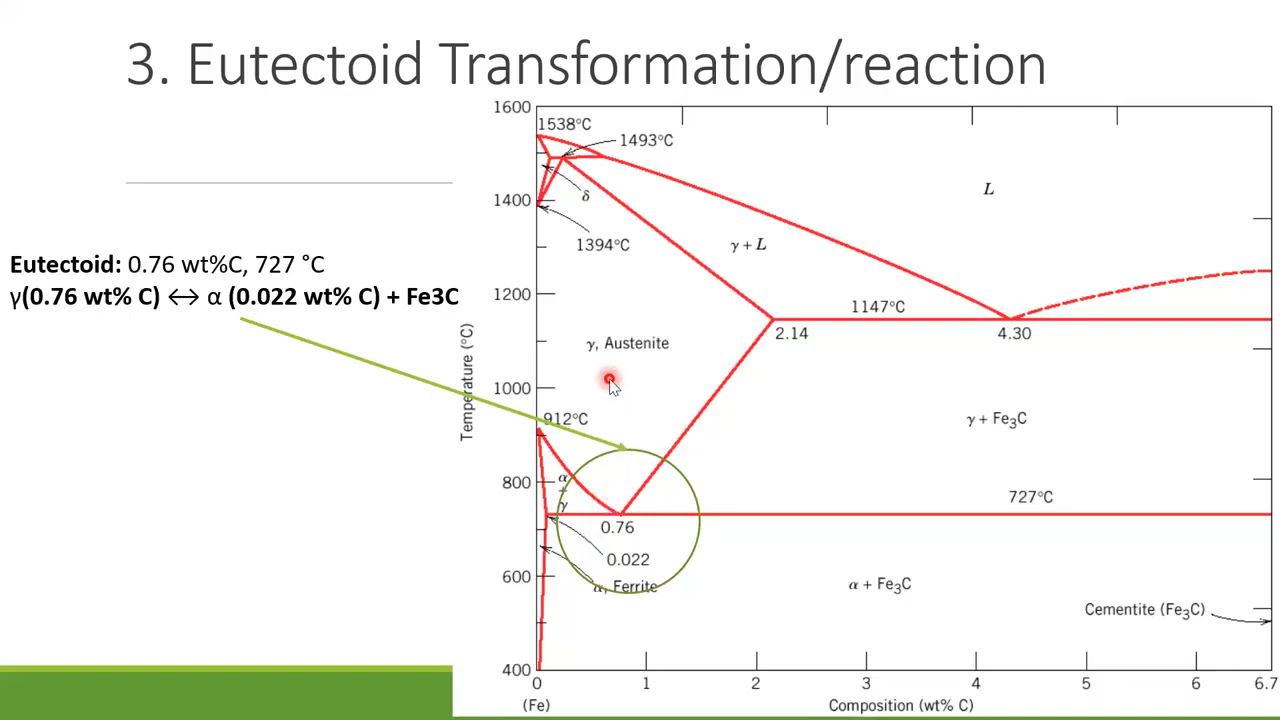 3. Eutectoid Transformation/reaction
Eutectoid: 0.76 wt%C, 727 °C
γ(0.76 wt% C) ↔ α (0.022 wt% C) + Fe3C
1600
1538°C
1493°C
δ
L
1400
1394°C
γ + L
1200
1147°C
2.14
4.30
γ, Austenite
Temperature (°C)
1000
912°C
γ + Fe₃C
800
α
+
γ
727°C
0.76
0.022
600
α, Ferrite
α + Fe₃C
Cementite (Fe₃C)
400
0
1
2
3
4
5
6
6.7
(Fe)
Composition (wt% C)